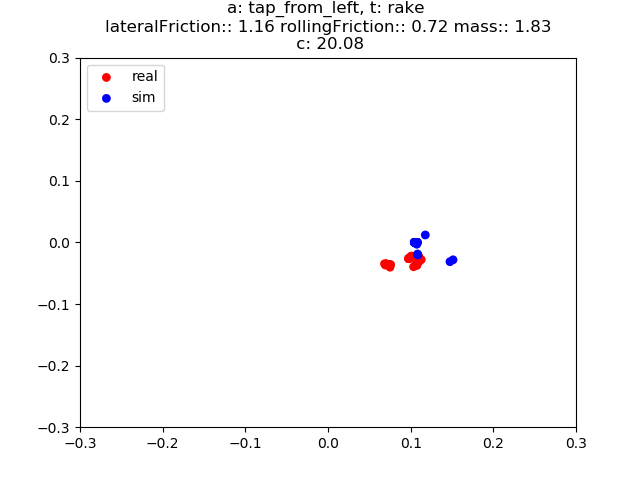 a: tap_from_left, t: rake
lateralFriction:: 1.16 rollingFriction:: 0.72 mass:: 1.83
c: 20.08
real
sim
0.3
0.2
0.1
0.0
−0.1
−0.2
−0.3
−0.3 −0.2 −0.1 0.0 0.1 0.2 0.3